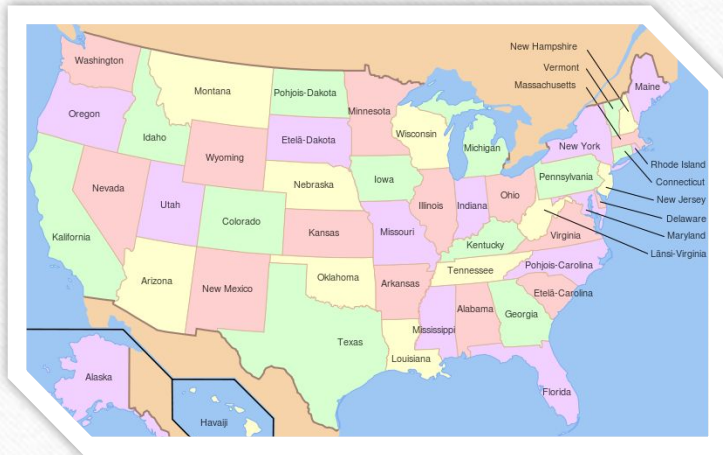 New Hampshire
Vermont
Massachusetts
Washington
Montana
Pohjois-Dakota
Minnesota
Maine
Oregon
Idaho
Etelä-Dakota
Wisconsin
Michigan
New York
Wyoming
Rhode Island
Connecticut
Nevada
Nebraska
Iowa
Pennsylvania
New Jersey
Utah
Colorado
Illinois
Indiana
Ohio
Delaware
Kalifornia
Kansas
Missouri
Virginia
Maryland
Kentucky
Länsi-Virginia
Arizona
New Mexico
Oklahoma
Arkansas
Tennessee
Pohjois-Carolina
Etelä-Carolina
Texas
Mississippi
Alabama
Georgia
Louisiana
Alaska
Florida
Havaiji